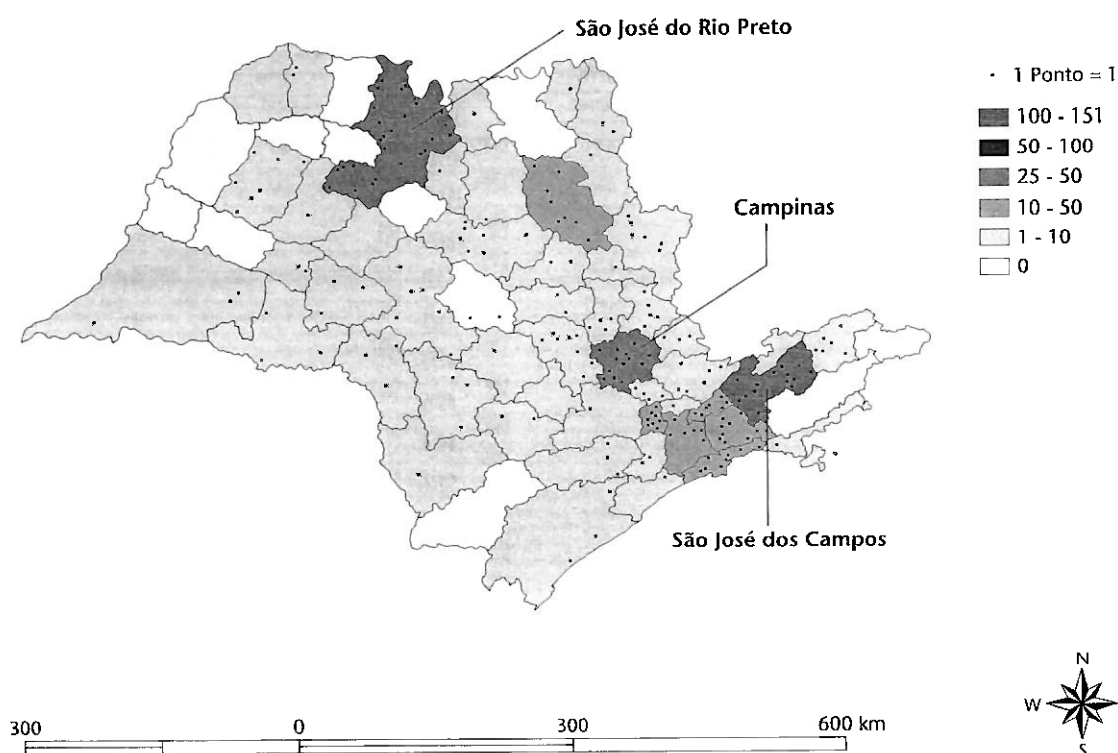 São José do Rio Preto
1 Ponto = 1
100 - 151
50 - 100
25 - 50
10 - 50
1 - 10
0
Campinas
São José dos Campos
N
W
S
300 0 300 600 km